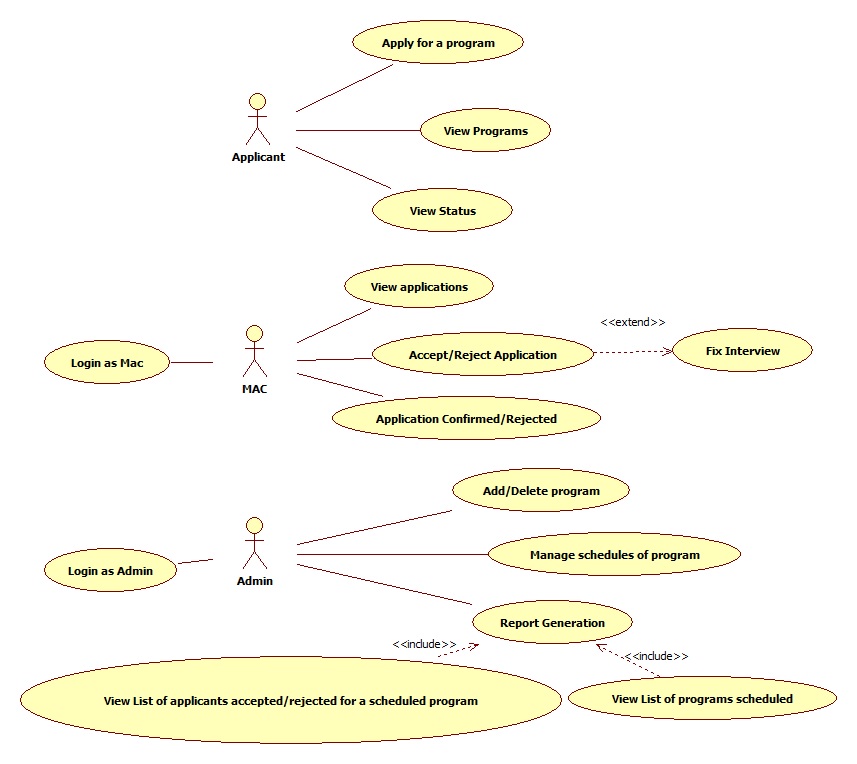 Apply for a program
View Programs
Applicant
View Status
View applications
<<extend>>
Login as Mac
Accept/Reject Application
Fix Interview
MAC
Application Confirmed/Rejected
Add/Delete program
Manage schedules of program
Login as Admin
Admin
Report Generation
<<include>>
<<include>>
View List of applicants accepted/rejected for a scheduled program
View List of programs scheduled